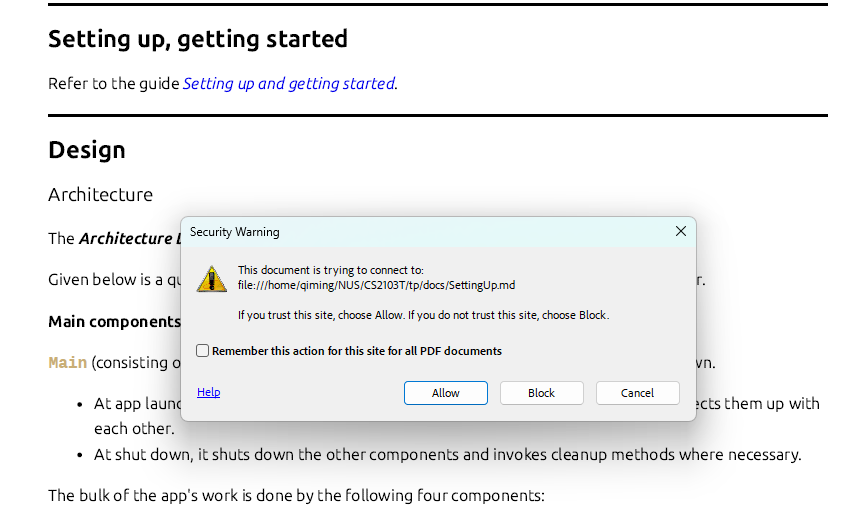 Setting up, getting started
Refer to the guide Setting up and getting started.
Design
Architecture
The Architecture
Given below is a r.
Main components
Main (consisting o wn.
• At app launc ects them up with
each other.
• At shut down, it shuts down the other components and invokes cleanup methods where necessary.
The bulk of the app's work is done by the following four components:
Security Warning
This document is trying to connect to:
file:///home/qiming/NUS/CS2103T/tp/docs/SettingUp.md
If you trust this site, choose Allow. If you do not trust this site, choose Block.
Remember this action for this site for all PDF documents
Help
Allow
Block
Cancel